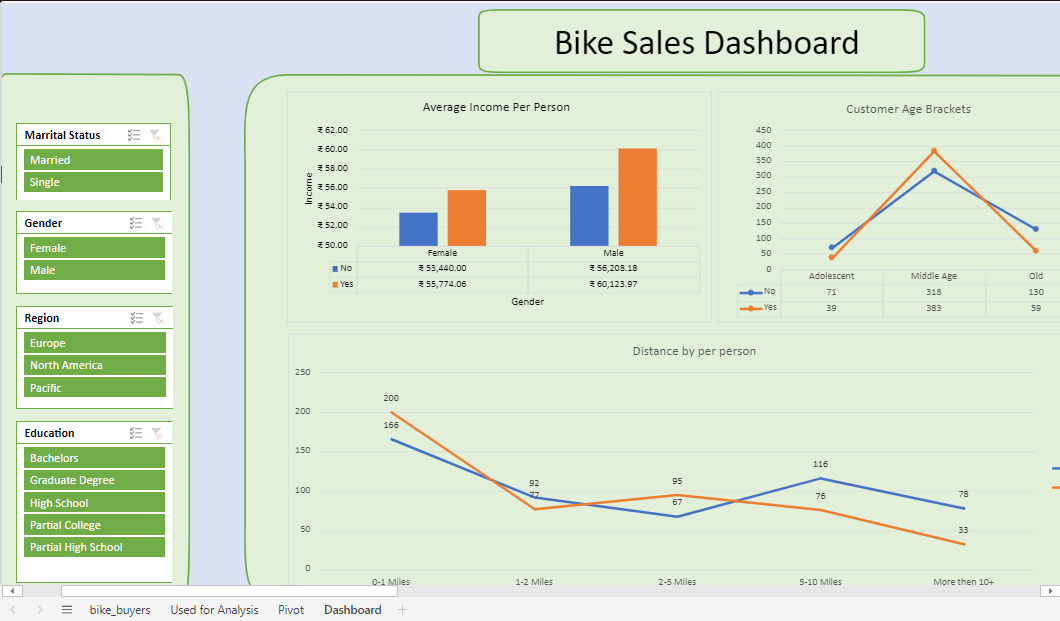 Bike Sales Dashboard
Marrital Status
Married
Single
Gender
Female
Male
Region
Europe
North America
Pacific
Education
Bachelors
Graduate Degree
High School
Partial College
Partial High School
Average Income Per Person
₹ 62.00
₹ 60.00
₹ 58.00
₹ 56.00
₹ 54.00
₹ 52.00
₹ 50.00
Income
Female Male
No ₹ 53,440.00 ₹ 56,208.18
Yes ₹ 55,774.06 ₹ 60,123.97
Gender
Customer Age Brackets
450
400
350
300
250
200
150
100
50
0
Adolescent Middle Age Old
No 71 318 130
Yes 39 383 59
Distance by per person
250
200
150
100
50
0
200
166
92
77
95
67
116
76
78
33
0-1 Miles 1-2 Miles 2-5 Miles 5-10 Miles More then 10+
bike_buyers Used for Analysis Pivot Dashboard